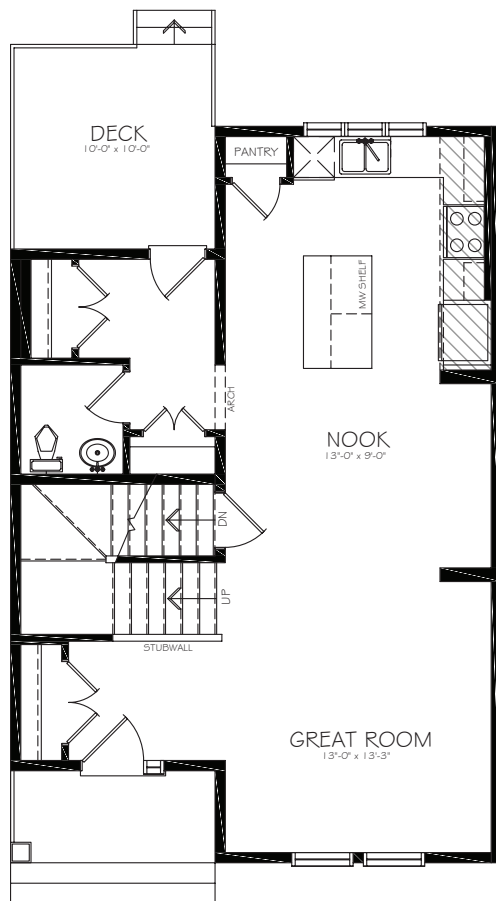 DECK
10'-0" x 10'-0"
PANTRY
MW SHELF
ARCH
NOOK
13'-0" x 9'-0"
DN
UP
STUBWALL
GREAT ROOM
13'-0" x 13'-3"